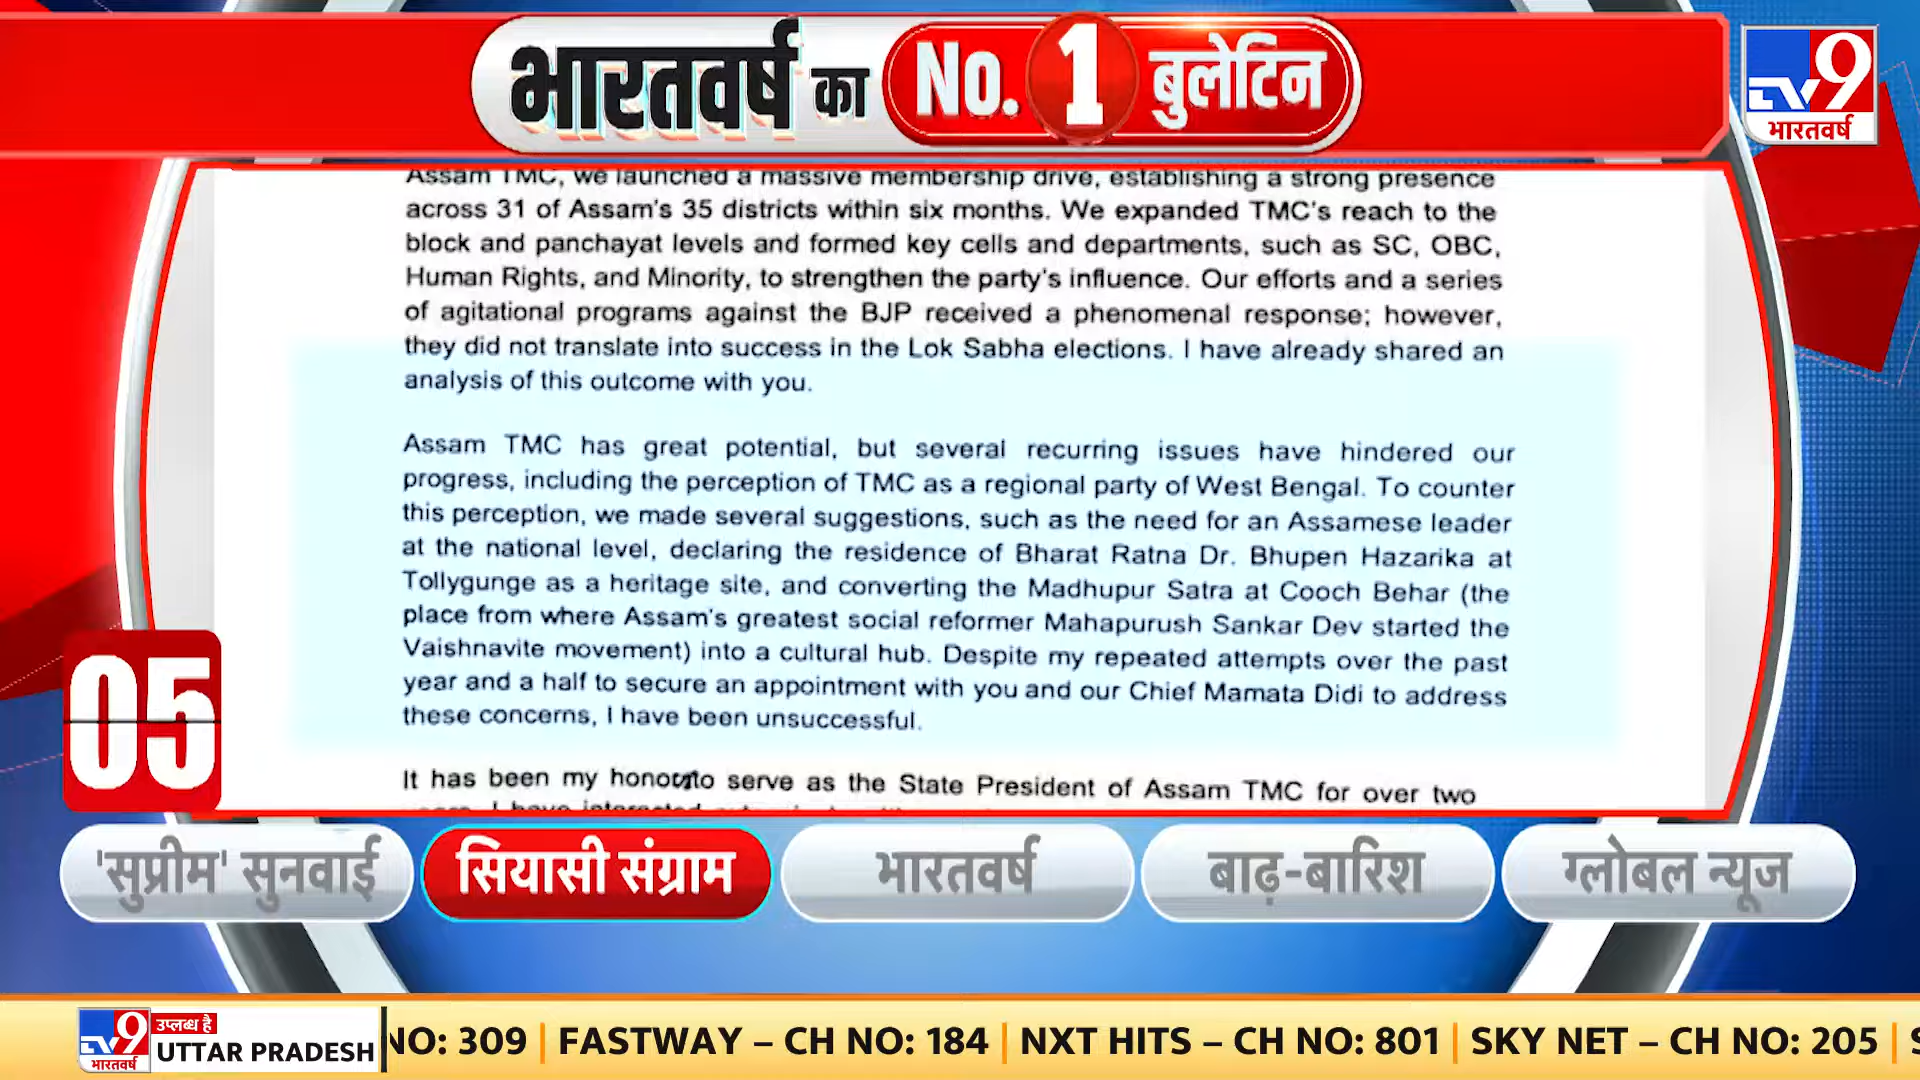 भारतवर्ष का No. 1 बुलेटिन
TV9
भारतवर्ष
Assam TMC, we launched a massive membership drive, establishing a strong presence
across 31 of Assam's 35 districts within six months. We expanded TMC's reach to the
block and panchayat levels and formed key cells and departments, such as SC, OBC,
Human Rights, and Minority, to strengthen the party's influence. Our efforts and a series
of agitational programs against the BJP received a phenomenal response; however,
they did not translate into success in the Lok Sabha elections. I have already shared an
analysis of this outcome with you.
Assam TMC has great potential, but several recurring issues have hindered our
progress, including the perception of TMC as a regional party of West Bengal. To counter
this perception, we made several suggestions, such as the need for an Assamese leader
at the national level, declaring the residence of Bharat Ratna Dr. Bhupen Hazarika at
Tollygunge as a heritage site, and converting the Madhupur Satra at Cooch Behar (the
place from where Assam's greatest social reformer Mahapurush Sankar Dev started the
Vaishnavite movement) into a cultural hub. Despite my repeated attempts over the past
year and a half to secure an appointment with you and our Chief Mamata Didi to address
these concerns, I have been unsuccessful.
It has been my honour to serve as the State President of Assam TMC for over two
05
'सुप्रीम' सुनवाई
सियासी संग्राम
भारतवर्ष
बाढ़-बारिश
ग्लोबल न्यूज
TV9
भारतवर्ष
उपलब्ध है
UTTAR PRADESH
NO: 309 | FASTWAY – CH NO: 184 | NXT HITS – CH NO: 801 | SKY NET – CH NO: 205 |